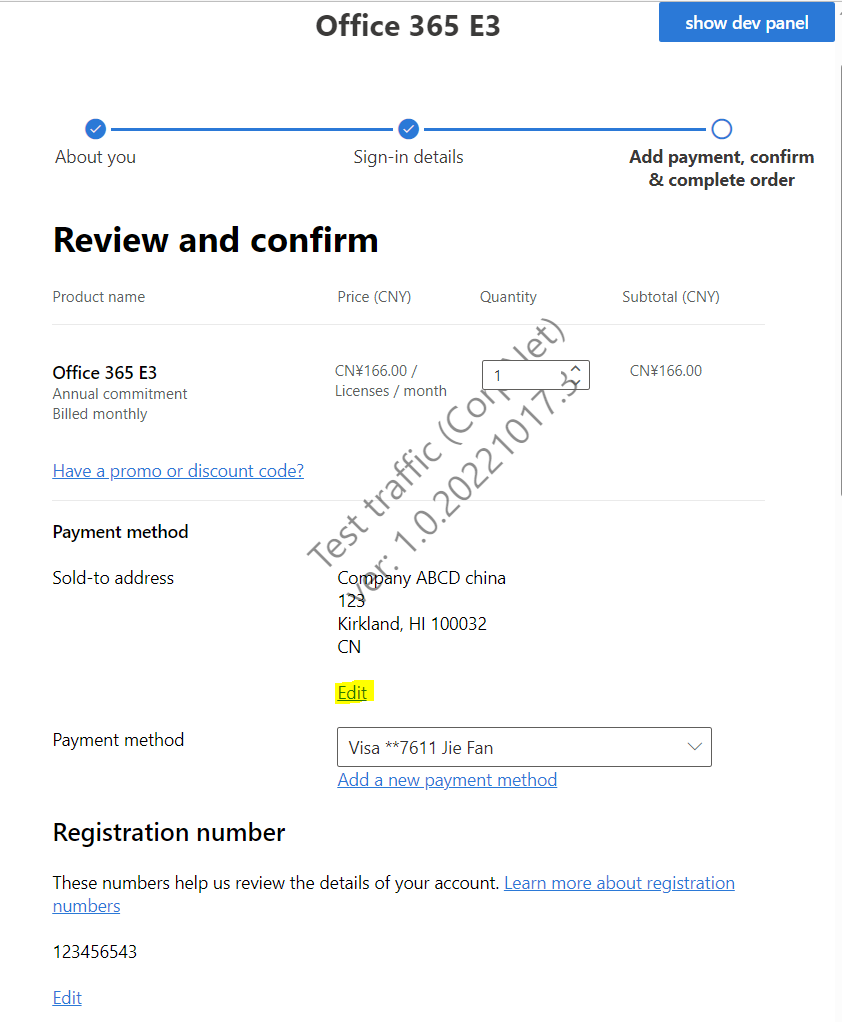 Office 365 E3
show dev panel
About you
Sign-in details
Add payment, confirm
& complete order
Review and confirm
Product name
Price (CNY)
Quantity
Subtotal (CNY)
Office 365 E3
Annual commitment
Billed monthly
CN¥166.00 /
Licenses / month
1
CN¥166.00
Have a promo or discount code?
Test traffic (CorpNet)
ver: 1.0.20221017.3
Payment method
Sold-to address
Company ABCD china
123
Kirkland, HI 100032
CN
Edit
Payment method
Visa **7611 Jie Fan
Add a new payment method
Registration number
These numbers help us review the details of your account. Learn more about registration
numbers
123456543
Edit